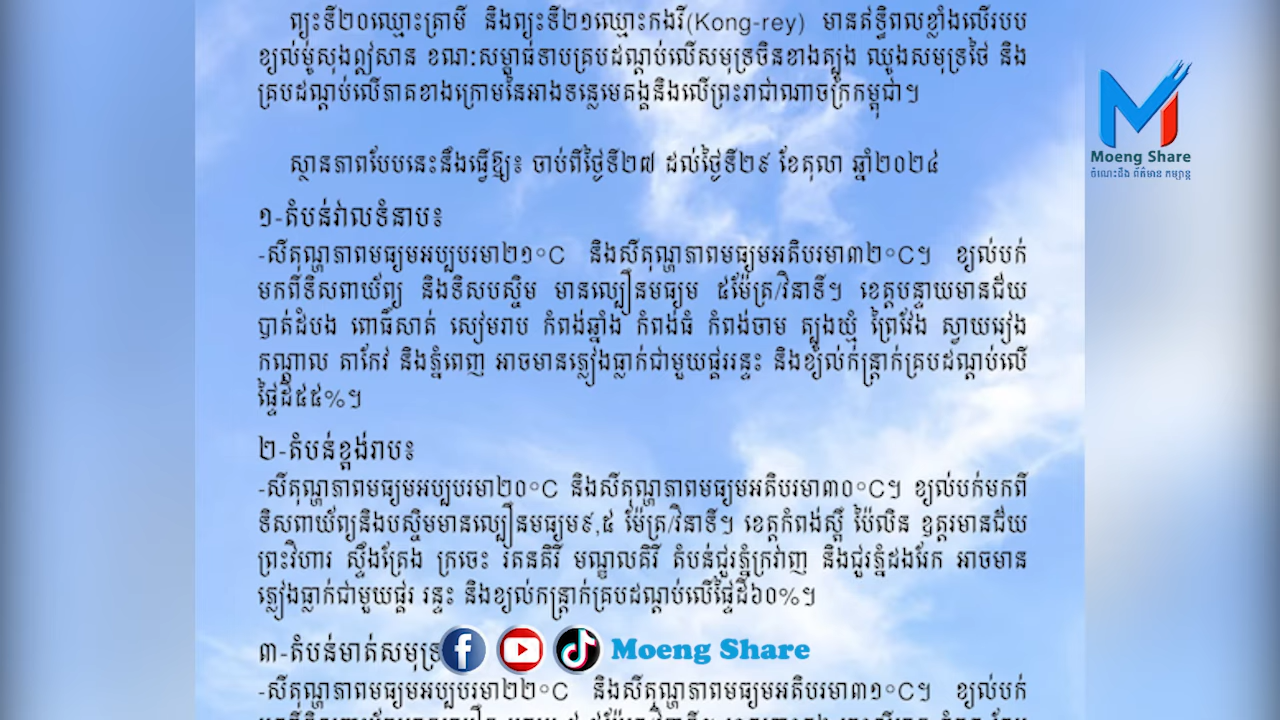 ព្យុះទី២០ឈ្មោះត្រាមី និងព្យុះទី២១ឈ្មោះកងរី(Kong-rey) មានឥទ្ធិពលខ្លាំងលើរបប
ខ្យល់មូសុងឦសាន ខណៈសម្ពាធទាបគ្របដណ្តប់លើសមុទ្រចិនខាងត្បូង ឈូងសមុទ្រថៃ និង
គ្របដណ្តប់លើភាគខាងក្រោមនៃអាងទន្លេមេគង្គនិងលើព្រះរាជាណាចក្រកម្ពុជា។
ស្ថានភាពបែបនេះនឹងធ្វើឱ្យ៖ ចាប់ពីថ្ងៃទី២៧ ដល់ថ្ងៃទី២៩ ខែតុលា ឆ្នាំ២០២៤
Moeng Share
ចំណេះដឹង ព័ត៌មាន កម្សាន្ត
១-តំបន់វាលទំនាប៖
-សីតុណ្ហភាពមធ្យមអប្បបរមា២១°C និងសីតុណ្ហភាពមធ្យមអតិបរមា៣២°C។ ខ្យល់បក់
មកពីទិសពាយ័ព្យ និងទិសបស្ចិម មានល្បឿនមធ្យម ៥ម៉ែត្រ/វិនាទី។ ខេត្តបន្ទាយមានជ័យ
បាត់ដំបង ពោធិ៍សាត់ សៀមរាប កំពង់ឆ្នាំង កំពង់ធំ កំពង់ចាម ត្បូងឃ្មុំ ព្រៃវែង ស្វាយរៀង
កណ្តាល តាកែវ និងភ្នំពេញ អាចមានភ្លៀងធ្លាក់ជាមួយផ្គររន្ទះ និងខ្យល់កន្ត្រាក់គ្របដណ្តប់លើ
ផ្ទៃដី៥៥%។
២-តំបន់ខ្ពង់រាប៖
-សីតុណ្ហភាពមធ្យមអប្បបរមា២០°C និងសីតុណ្ហភាពមធ្យមអតិបរមា៣០°C។ ខ្យល់បក់មកពី
ទិសពាយ័ព្យនិងបស្ចិមមានល្បឿនមធ្យម៩,៥ ម៉ែត្រ/វិនាទី។ ខេត្តកំពង់ស្ពឺ ប៉ៃលិន ឧត្តរមានជ័យ
ព្រះវិហារ ស្ទឹងត្រែង ក្រចេះ រតនគិរី មណ្ឌលគិរី តំបន់ជួរភ្នំក្រវាញ និងជួរភ្នំដងរែក អាចមាន
ភ្លៀងធ្លាក់ជាមួយផ្គរ រន្ទះ និងខ្យល់កន្ត្រាក់គ្របដណ្តប់លើផ្ទៃដី៦០%។
៣-តំបន់មាត់សមុទ្រ
Moeng Share
-សីតុណ្ហភាពមធ្យមអប្បបរមា២២°C និងសីតុណ្ហភាពមធ្យមអតិបរមា៣១°C។ ខ្យល់បក់